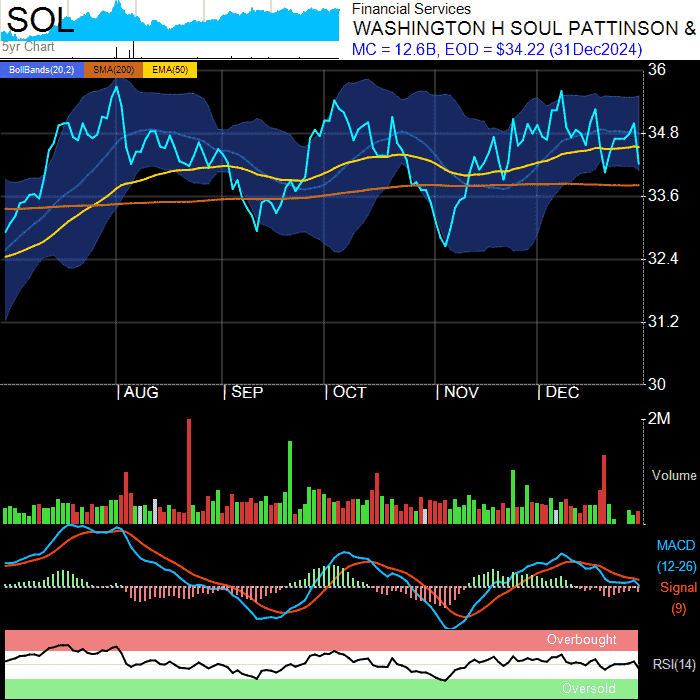 SOL
5yr Chart
Financial Services
WASHINGTON H SOUL PATTINSON &
MC = 12.6B, EOD = $34.22 (31Dec2024)
BollBands(20,2) SMA(200) EMA(50)
36
34.8
33.6
32.4
31.2
30
AUG SEP OCT NOV DEC
2M
Volume
MACD
(12-26)
Signal
(9)
Overbought
RSI(14)
Oversold